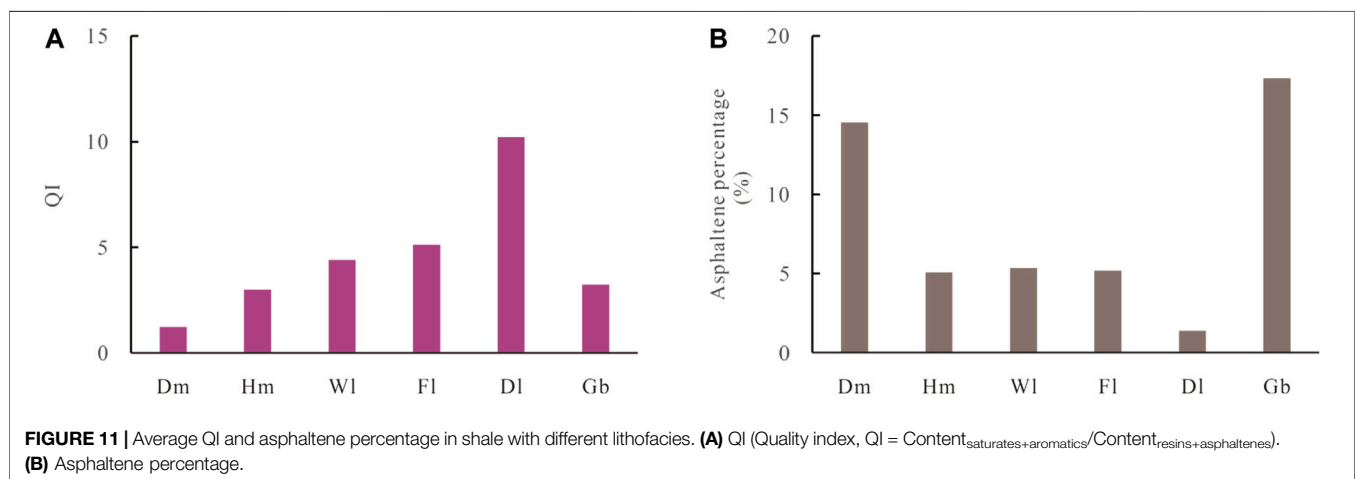 A
15
10
5
0
QI
Dm Hm Wl Fl Dl Gb
B
20
15
10
5
0
Asphaltene percentage
(%)
Dm Hm Wl Fl Dl Gb
FIGURE 11 | Average QI and asphaltene percentage in shale with different lithofacies. (A) QI (Quality index, QI = Contentsaturates+aromatics/Contentresins+asphaltenes).
(B) Asphaltene percentage.